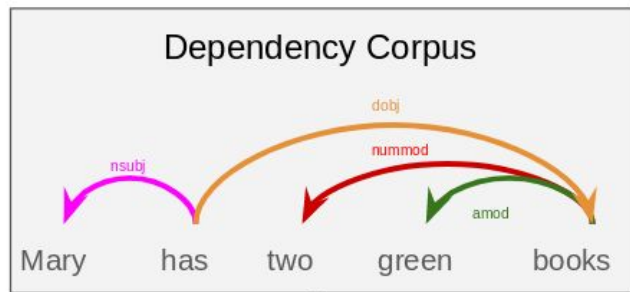 Dependency Corpus
dobj
nummod
nsubj
amod
Mary has two green books